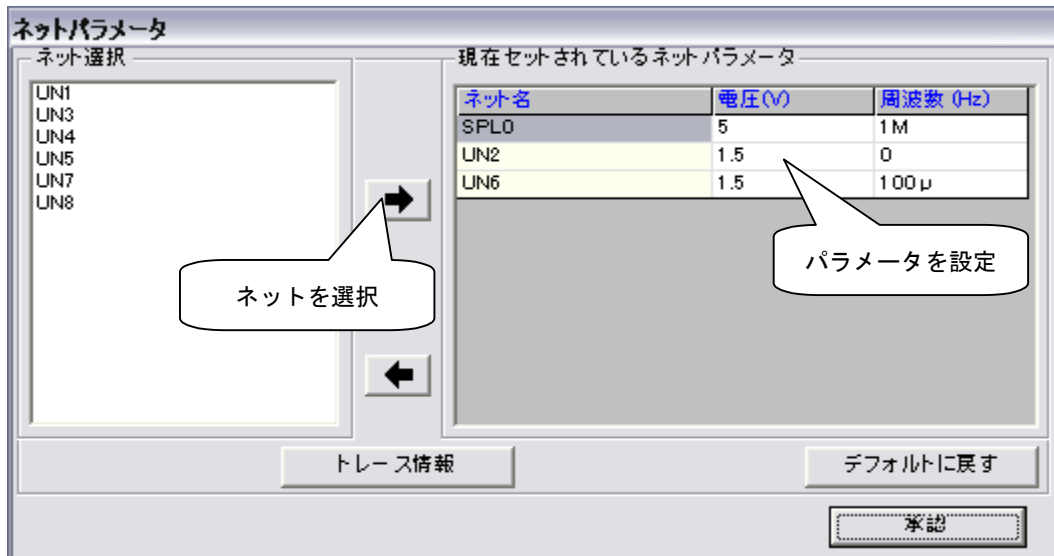 ネットパラメータ
ネット選択
UN1
UN3
UN4
UN5
UN7
UN8
ネットを選択
現在セットされているネットパラメータ
ネット名 電圧(V) 周波数 (Hz)
SPL0 5 1M
UN2 1.5 0
UN6 1.5 100μ
パラメータを設定
トレース情報
デフォルトに戻す
承認